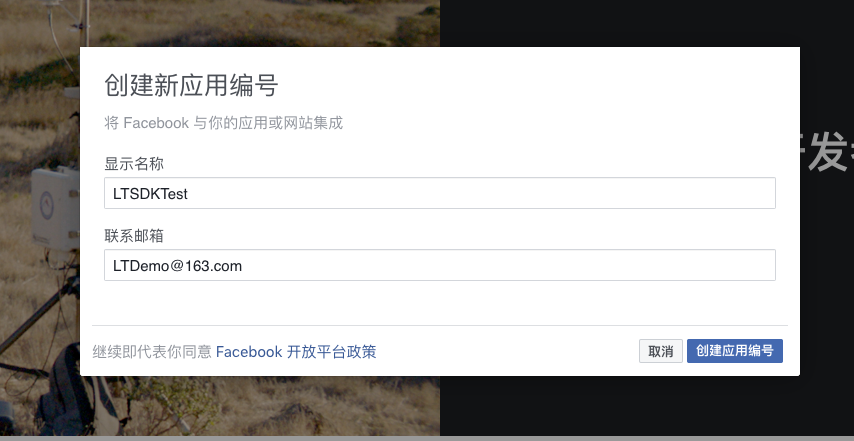 创建新应用编号
将 Facebook 与你的应用或网站集成
显示名称
LTSDKTest
联系邮箱
LTDemo@163.com
继续即代表你同意 Facebook 开放平台政策
取消
创建应用编号